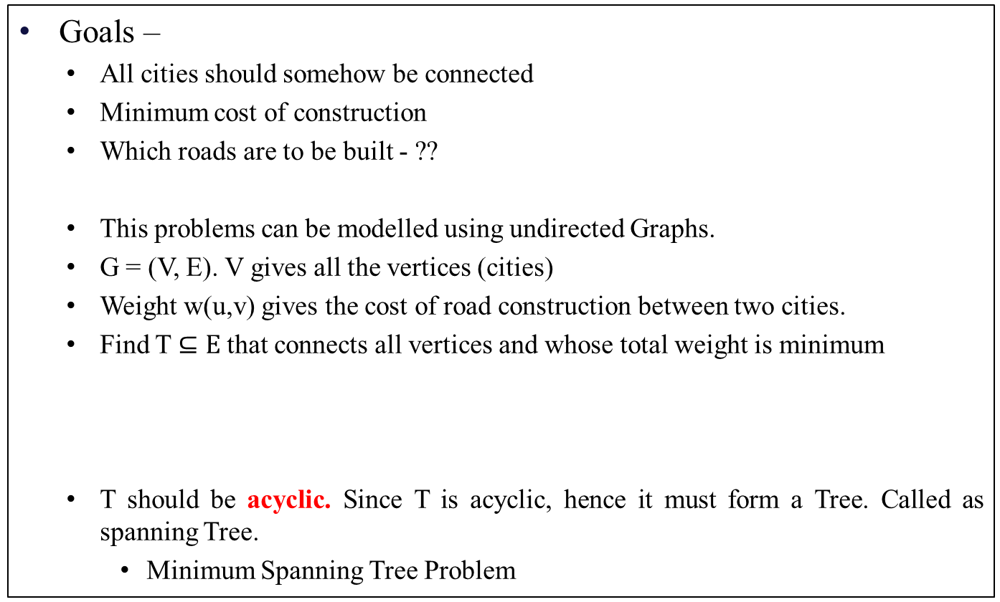 • Goals –
• All cities should somehow be connected
• Minimum cost of construction
• Which roads are to be built - ??
• This problems can be modelled using undirected Graphs.
• G = (V, E). V gives all the vertices (cities)
• Weight w(u,v) gives the cost of road construction between two cities.
• Find T ⊆ E that connects all vertices and whose total weight is minimum
• T should be acyclic. Since T is acyclic, hence it must form a Tree. Called as
spanning Tree.
• Minimum Spanning Tree Problem